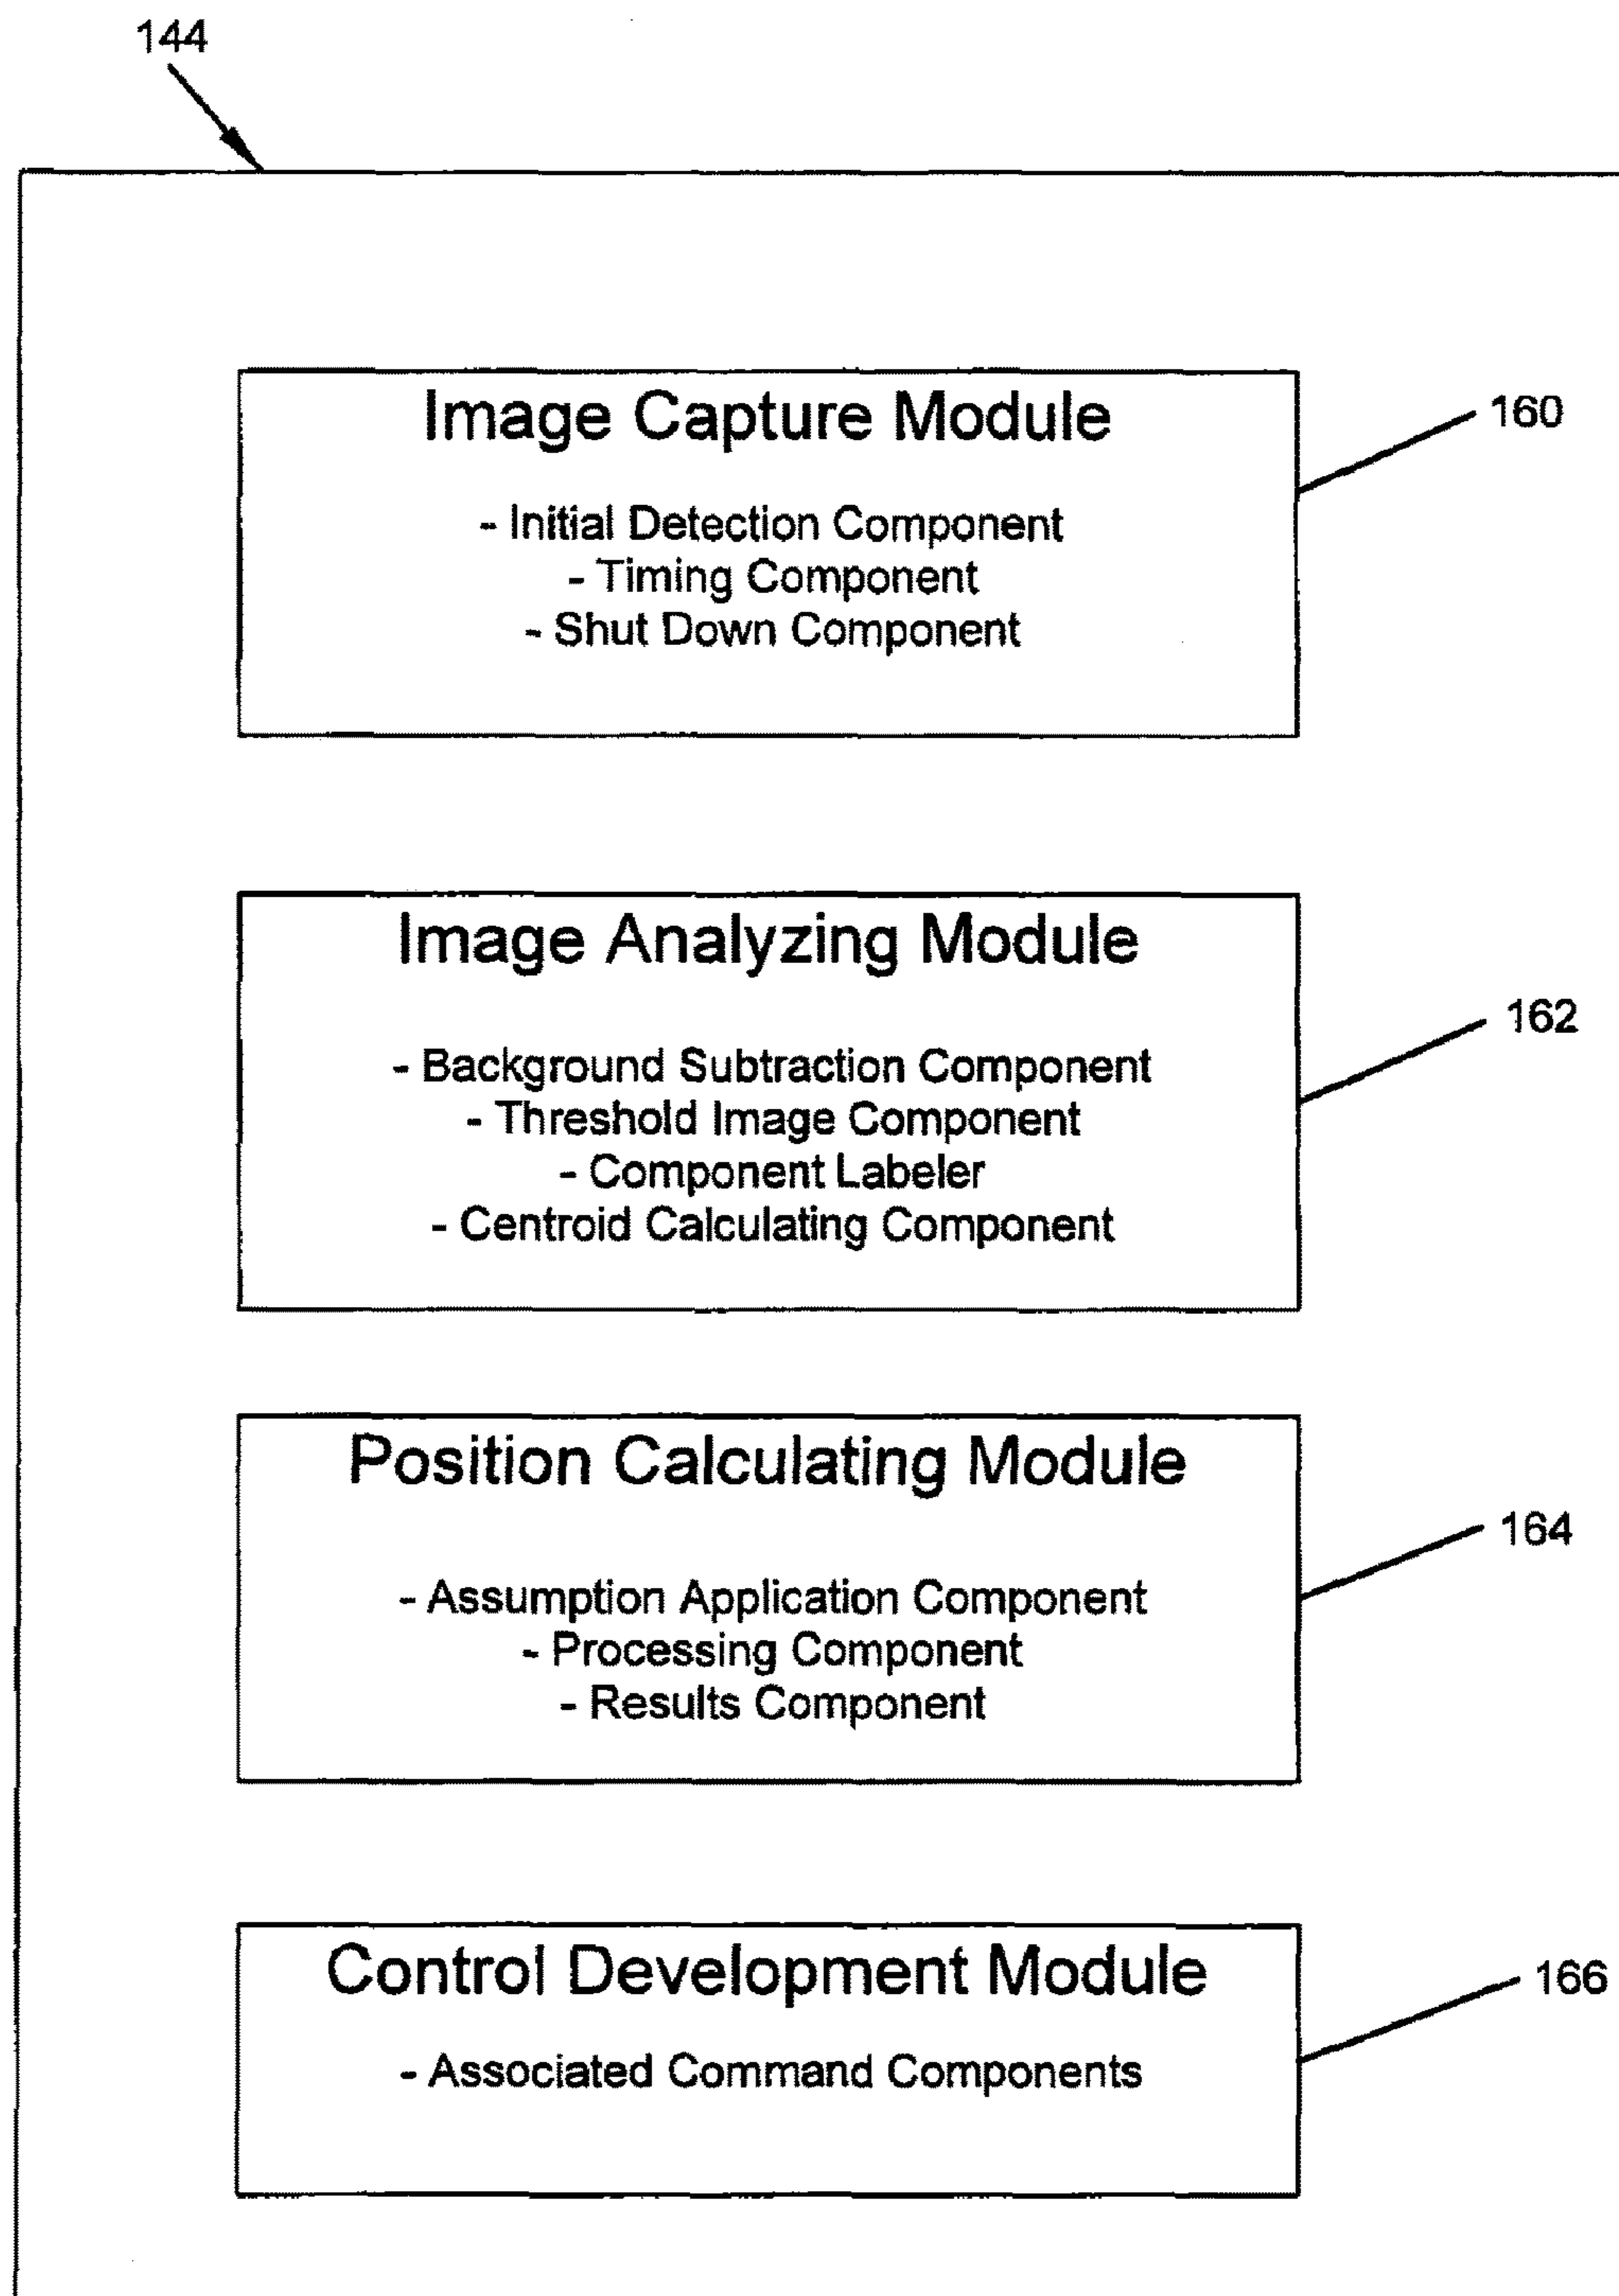 144
Image Capture Module
160
- Initial Detection Component
- Timing Component
- Shut Down Component
Image Analyzing Module
162
- Background Subtraction Component
- Threshold Image Component
- Component Labeler
- Centroid Calculating Component
Position Calculating Module
164
- Assumption Application Component
- Processing Component
- Results Component
Control Development Module
166
- Associated Command Components